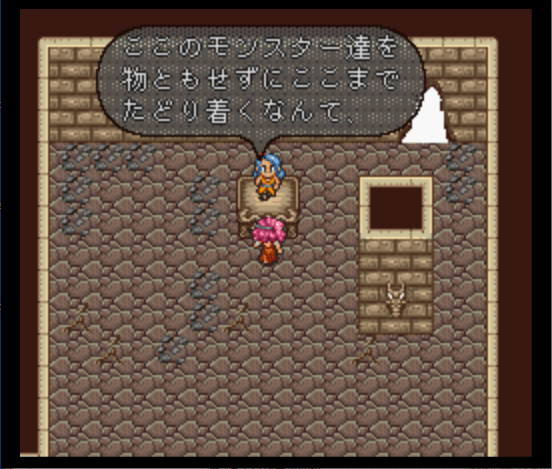 ここのモンスター達を
物ともせずにここまで
たどり着くなんて、